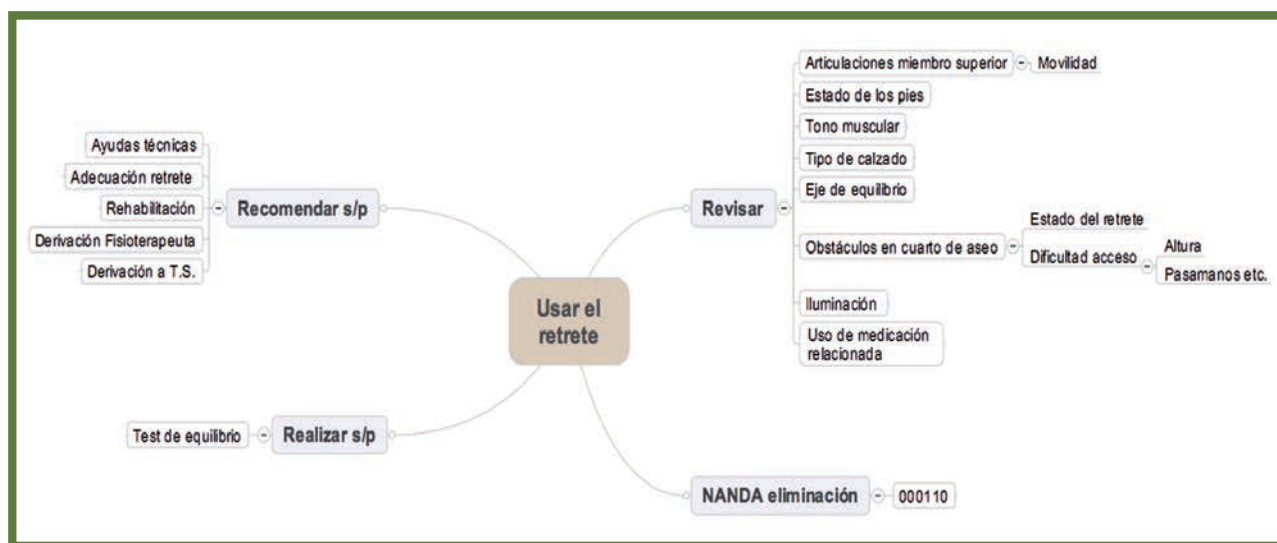 Usar el
retrete
Revisar
Articulaciones miembro superior
Movilidad
Estado de los pies
Tono muscular
Tipo de calzado
Eje de equilibrio
Obstáculos en cuarto de aseo
Estado del retrete
Dificultad acceso
Altura
Pasamanos etc.
Iluminación
Uso de medicación
relacionada
NANDA eliminación
000110
Recomendar s/p
Ayudas técnicas
Adecuación retrete
Rehabilitación
Derivación Fisioterapeuta
Derivación a T.S.
Realizar s/p
Test de equilibrio